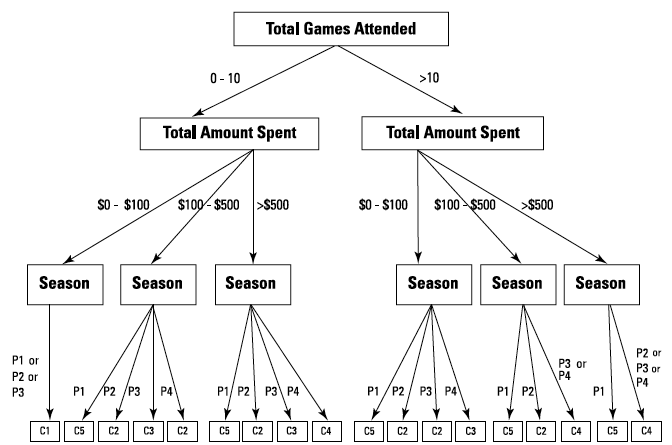 Total Games Attended
0 - 10
>10
Total Amount Spent
Total Amount Spent
$0 - $100
$100 - $500
>$500
$0 - $100
$100 - $500
>$500
Season
Season
Season
Season
Season
Season
P1 or
P2 or
P3
P1
P2
P3
P4
P1
P2
P3
P4
P1
P2
P3
P4
P1
P2
P3 or
P4
P1
P2 or
P3 or
P4
C1
C5
C2
C3
C2
C5
C2
C3
C4
C5
C2
C2
C3
C5
C2
C4
C5
C4